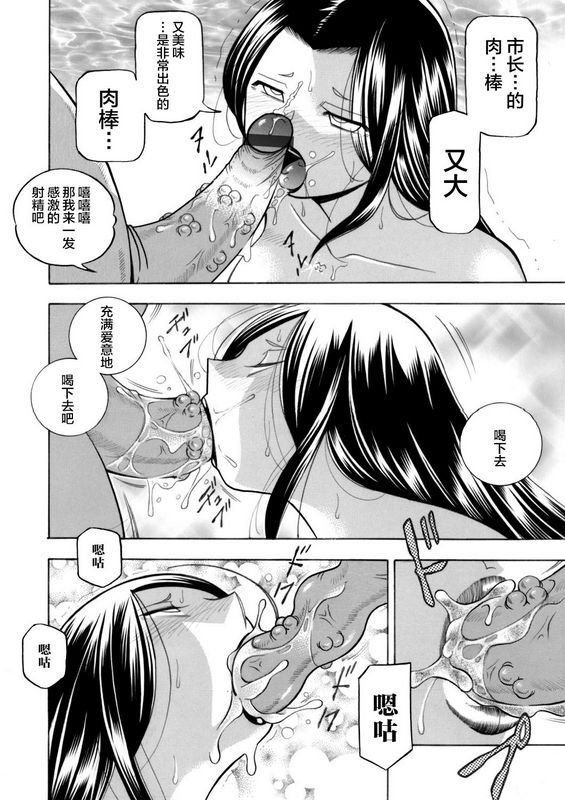 市长…的
肉…棒
又大
又美味
…是非常出色的
肉棒…
嘻嘻嘻
那我来一发
感激的
射精吧
充满爱意地
喝下去吧
喝下去
嗯咕
嗯咕
嗯咕